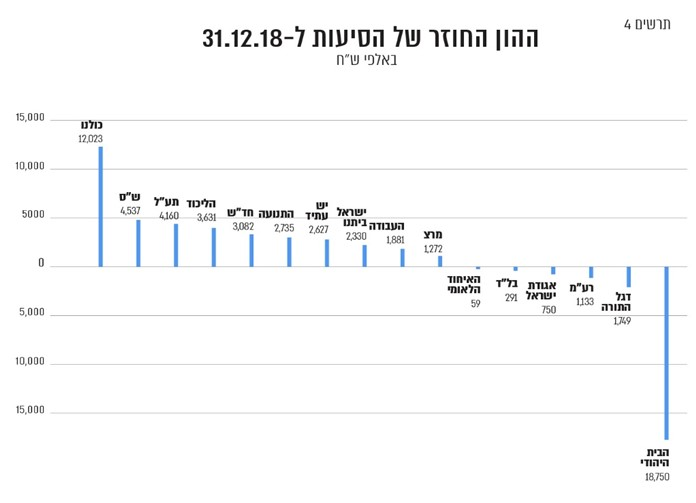 תרשים 4
ההון החוזר של הסיעות ל-31.12.18
באלפי ש"ח
15,000
10,000
5000
0
5,000
10,000
15,000
כולנו
12,023
ש"ס
4,537
תע"ל
4,160
הליכוד
3,631
חד"ש
3,082
התנועה
2,735
יש
עתיד
2,627
ישראל
ביתנו
2,330
העבודה
1,881
מרצ
1,272
האיחוד
הלאומי
59
בל"ד
291
אגודת
ישראל
750
רע"מ
1,133
דגל
התורה
1,749
הבית
היהודי
18,750